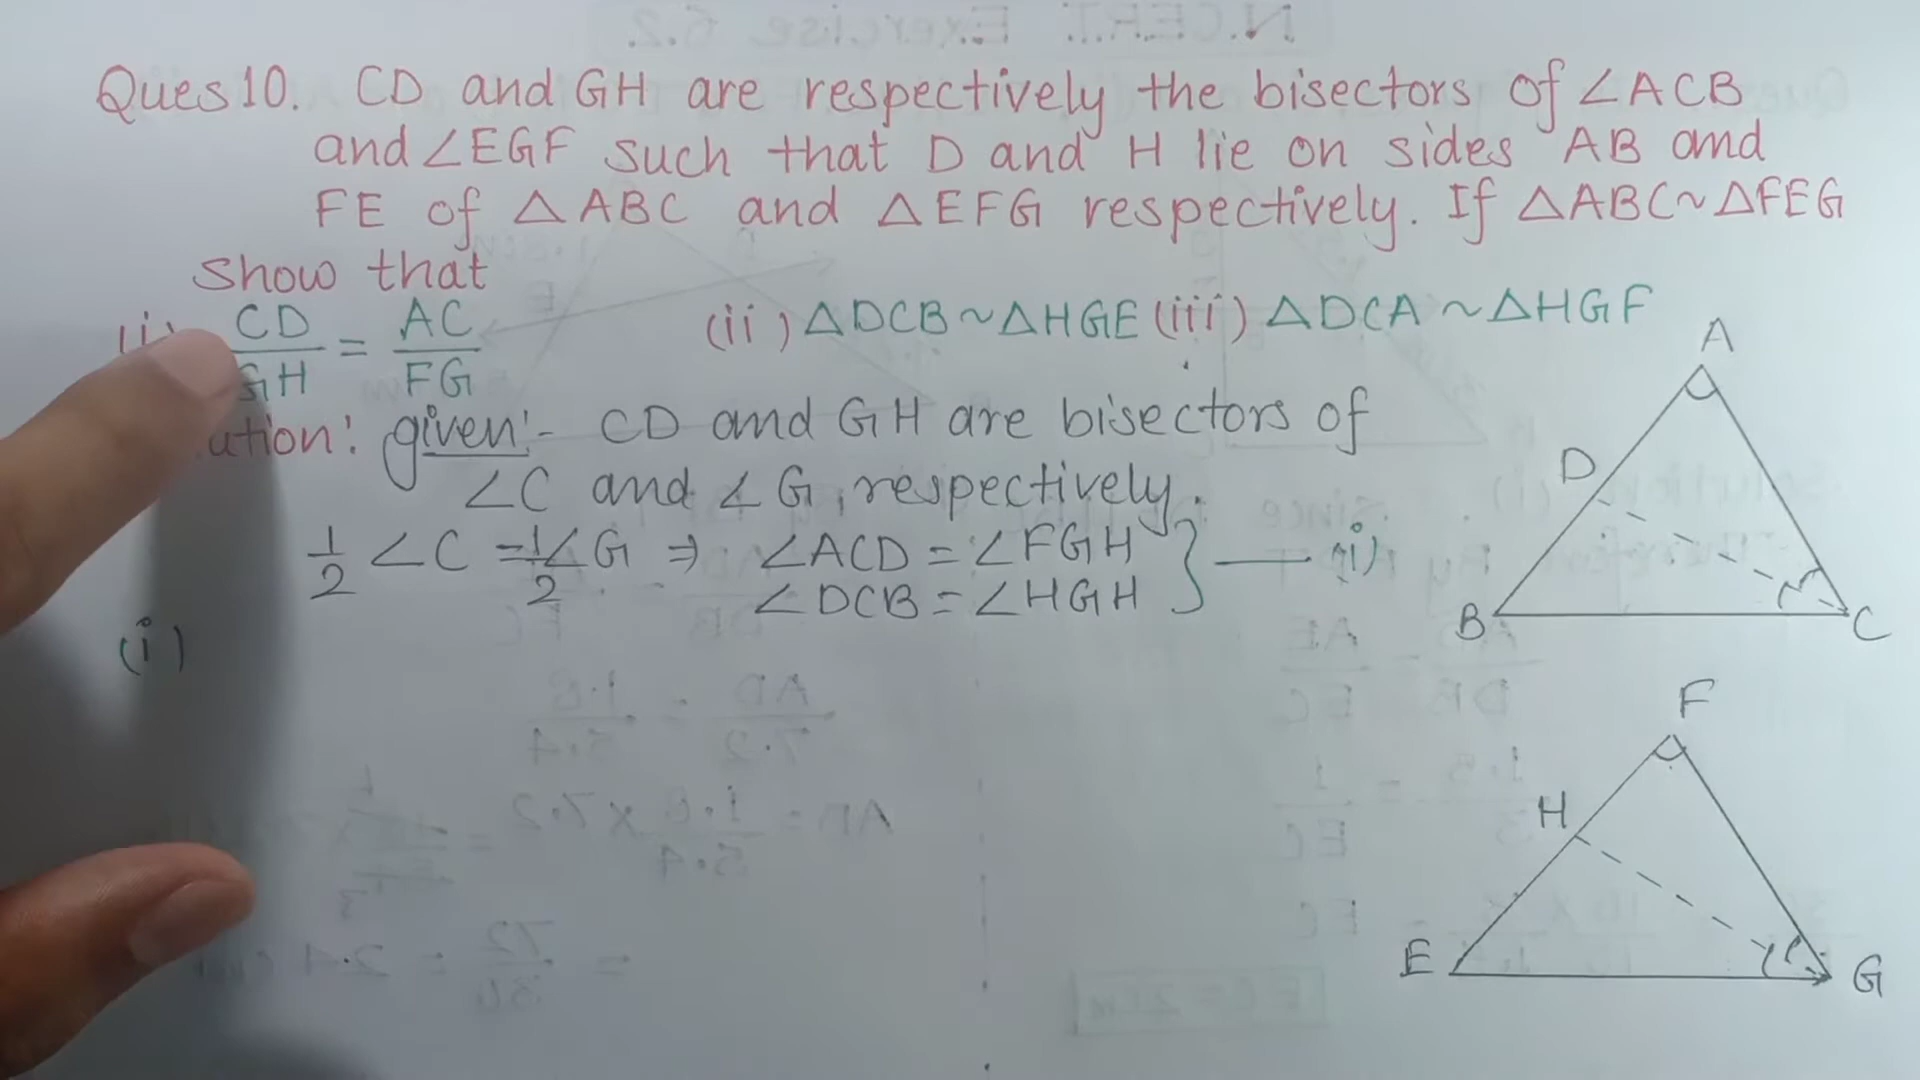 Ques 10. CD and GH are respectively the bisectors of ∠ACB
and ∠EGF such that D and H lie on sides AB and
FE of △ABC and △EFG respectively. If △ABC ~ △FEG
show that
(i) CD/GH = AC/FG (ii) △DCB ~ △HGE (iii) △DCA ~ △HGF
ution: given:- CD and GH are bisectors of
∠C and ∠G, respectively.
1/2 ∠C = 1/2 ∠G ⇒ ∠ACD = ∠FGH } — (i)
∠DCB = ∠HGH
(i)
A
D
B
C
F
H
E
G